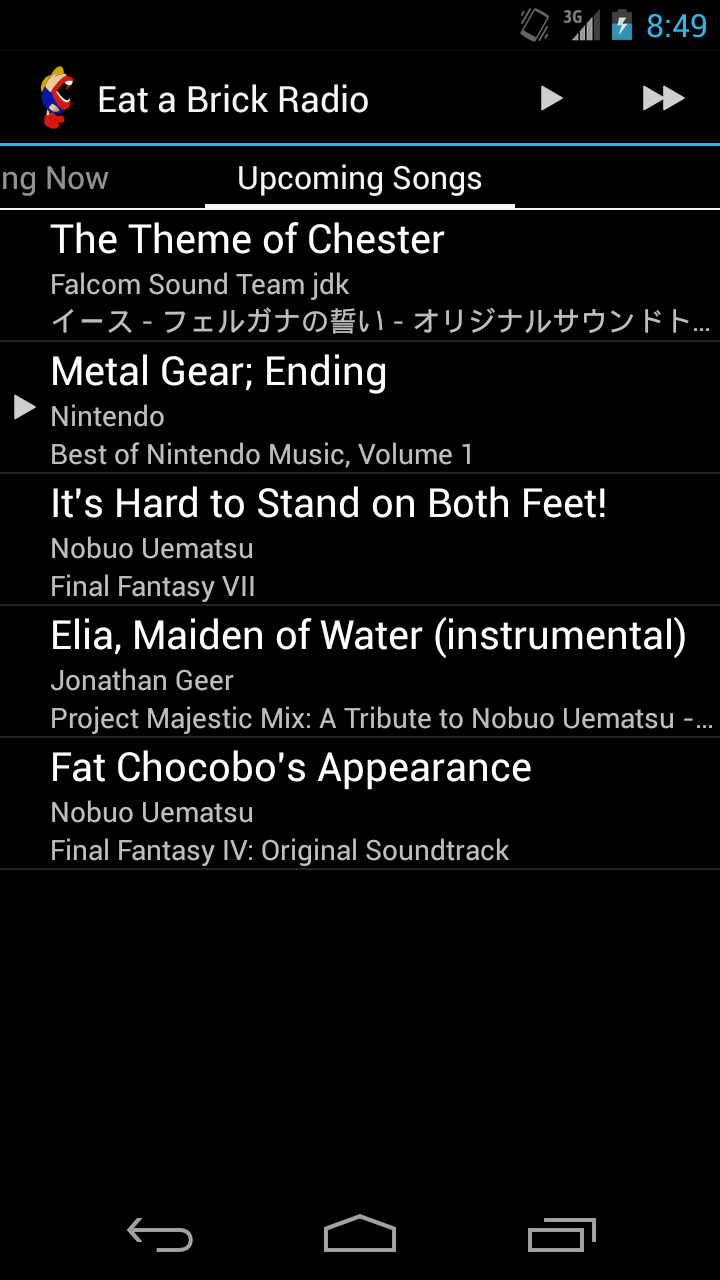 3G 8:49
Eat a Brick Radio
ng Now Upcoming Songs
The Theme of Chester
Falcom Sound Team jdk
イース - フェルガナの誓い - オリジナルサウンドト...
Metal Gear; Ending
Nintendo
Best of Nintendo Music, Volume 1
It's Hard to Stand on Both Feet!
Nobuo Uematsu
Final Fantasy VII
Elia, Maiden of Water (instrumental)
Jonathan Geer
Project Majestic Mix: A Tribute to Nobuo Uematsu -...
Fat Chocobo's Appearance
Nobuo Uematsu
Final Fantasy IV: Original Soundtrack